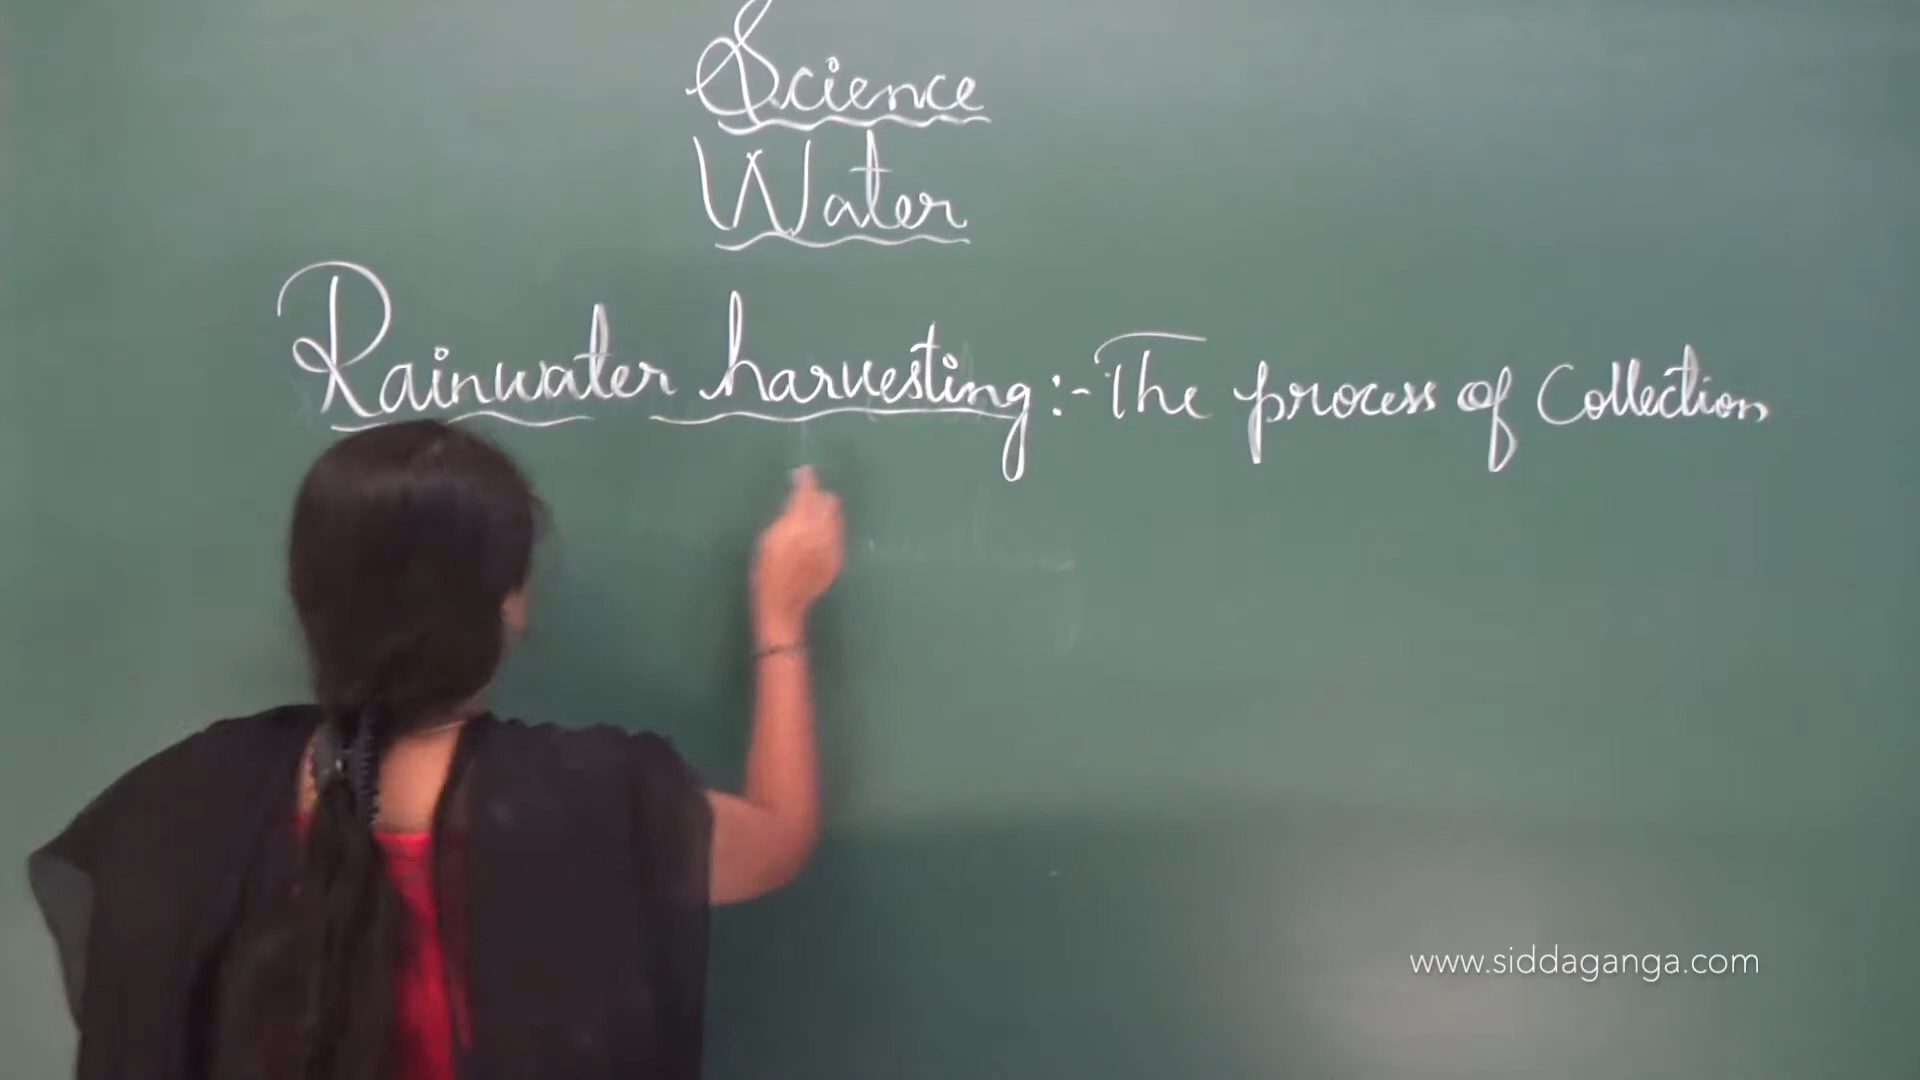 Science
Water
Rainwater harvesting :- The process of Collection
www.siddaganga.com